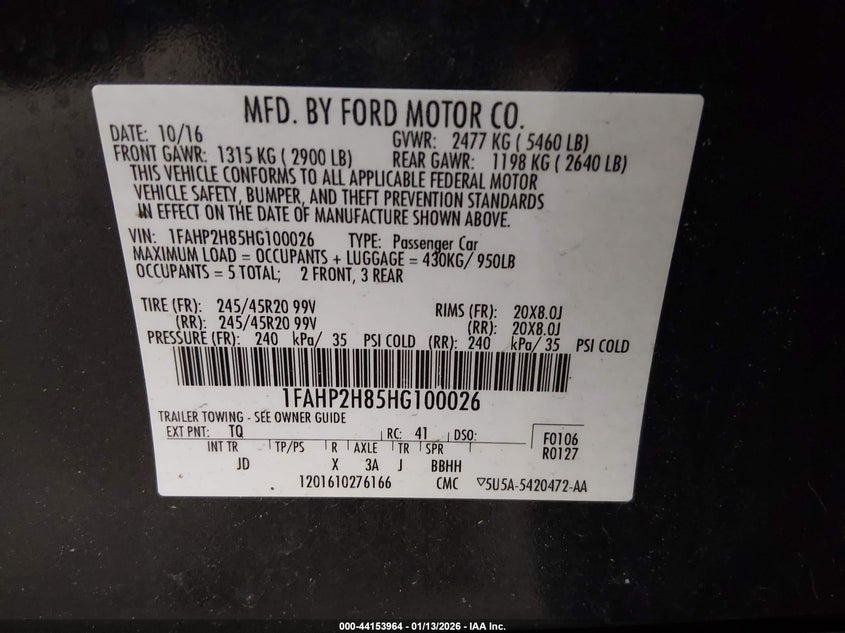 MFD. BY FORD MOTOR CO.
DATE: 10/16 GVWR: 2477 KG ( 5460 LB)
FRONT GAWR: 1315 KG ( 2900 LB) REAR GAWR: 1198 KG ( 2640 LB)
THIS VEHICLE CONFORMS TO ALL APPLICABLE FEDERAL MOTOR
VEHICLE SAFETY, BUMPER, AND THEFT PREVENTION STANDARDS
IN EFFECT ON THE DATE OF MANUFACTURE SHOWN ABOVE.
VIN: 1FAHP2H85HG100026 TYPE: Passenger Car
MAXIMUM LOAD = OCCUPANTS + LUGGAGE = 430KG/ 950LB
OCCUPANTS = 5 TOTAL; 2 FRONT, 3 REAR
TIRE (FR): 245/45R20 99V RIMS (FR): 20X8.0J
(RR): 245/45R20 99V (RR): 20X8.0J
PRESSURE (FR): 240 kPa/ 35 PSI COLD (RR): 240 kPa/ 35 PSI COLD
1FAHP2H85HG100026
TRAILER TOWING - SEE OWNER GUIDE
EXT PNT: TQ RC: 41 DSO: F0106
INT TR TP/PS R AXLE TR SPR R0127
JD X 3A J BBHH
1201610276166 CMC ▽5U5A-5420472-AA
000-44153964 - 01/13/2026 - IAA Inc.